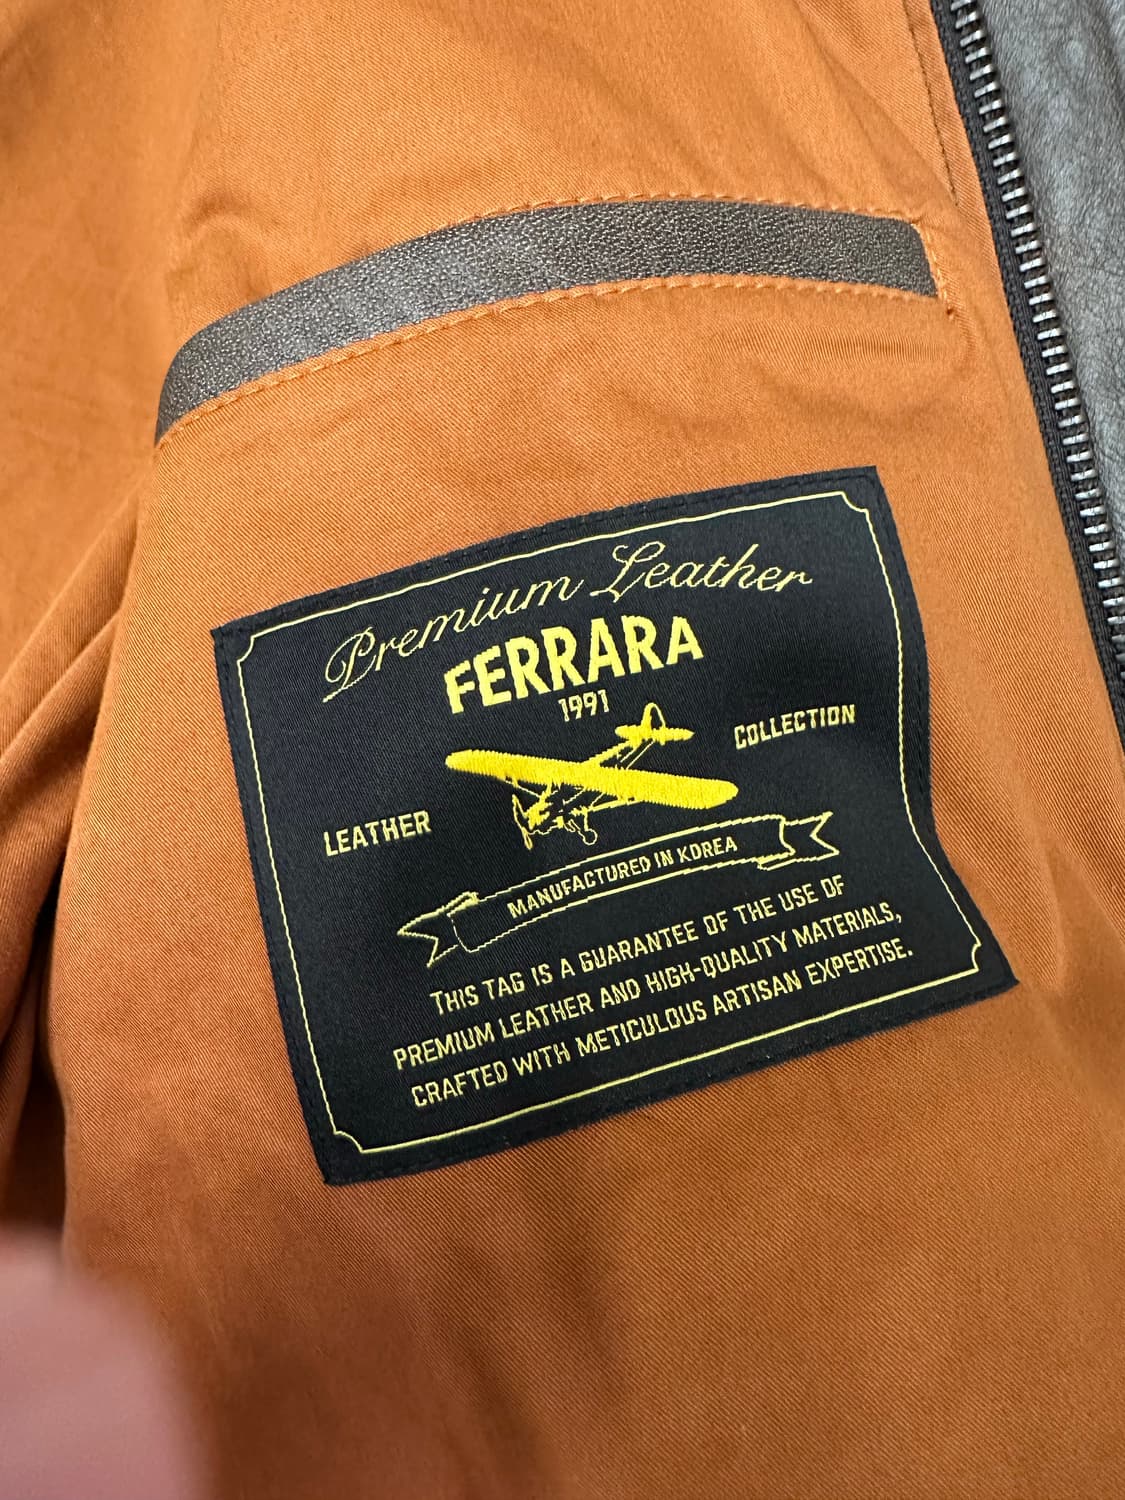 Premium Leather
FERRARA
1991
LEATHER
COLLECTION
MANUFACTURED IN KOREA
THIS TAG IS A GUARANTEE OF THE USE OF
PREMIUM LEATHER AND HIGH-QUALITY MATERIALS,
CRAFTED WITH METICULOUS ARTISAN EXPERTISE.